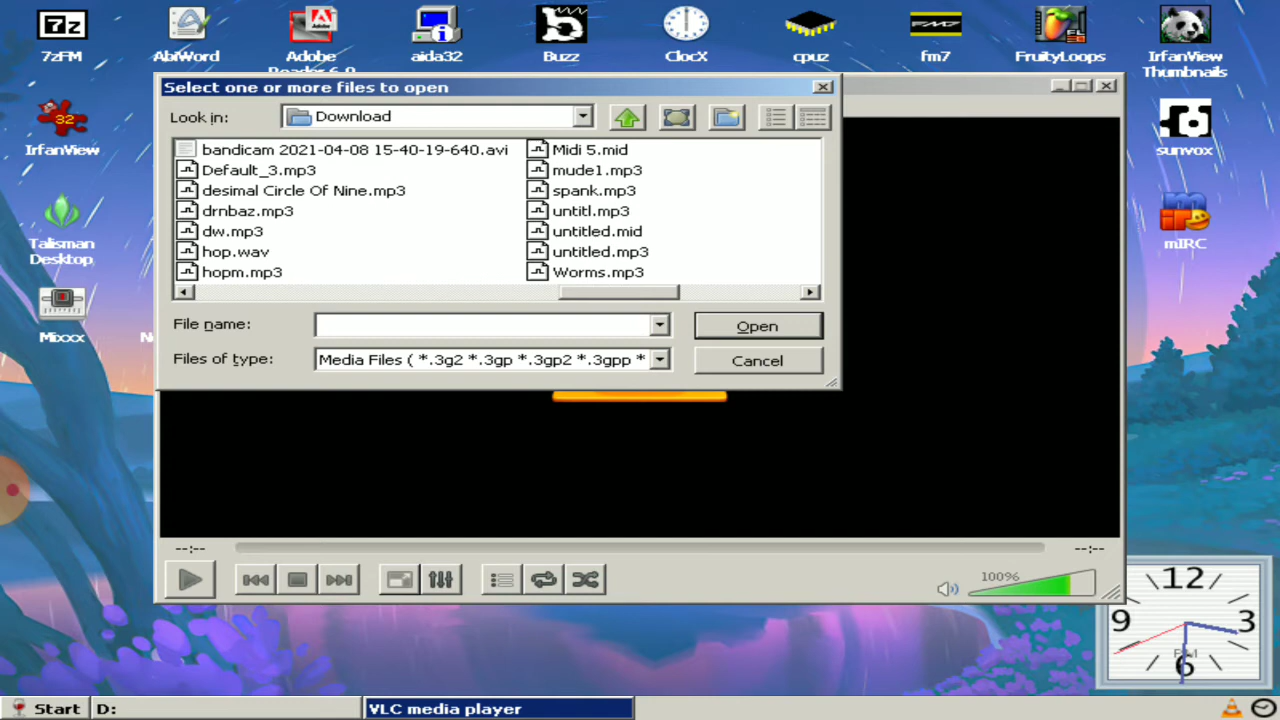 7zFM
AbiWord
Adobe
aida32
Buzz
ClocX
cpuz
fm7
FruityLoops
IrfanView
Thumbnails
IrfanView
sunvox
Talisman
Desktop
mIRC
Mixxx
Select one or more files to open
Look in:
Download
bandicam 2021-04-08 15-40-19-640.avi
Default_3.mp3
desimal Circle Of Nine.mp3
drnbaz.mp3
dw.mp3
hop.wav
hopm.mp3
Midi 5.mid
mude1.mp3
spank.mp3
untitl.mp3
untitled.mid
untitled.mp3
Worms.mp3
File name:
Open
Files of type:
Media Files ( *.3g2 *.3gp *.3gp2 *.3gpp *
Cancel
--:--
--:--
100%
12
9
3
PM
6
Start
D:
VLC media player